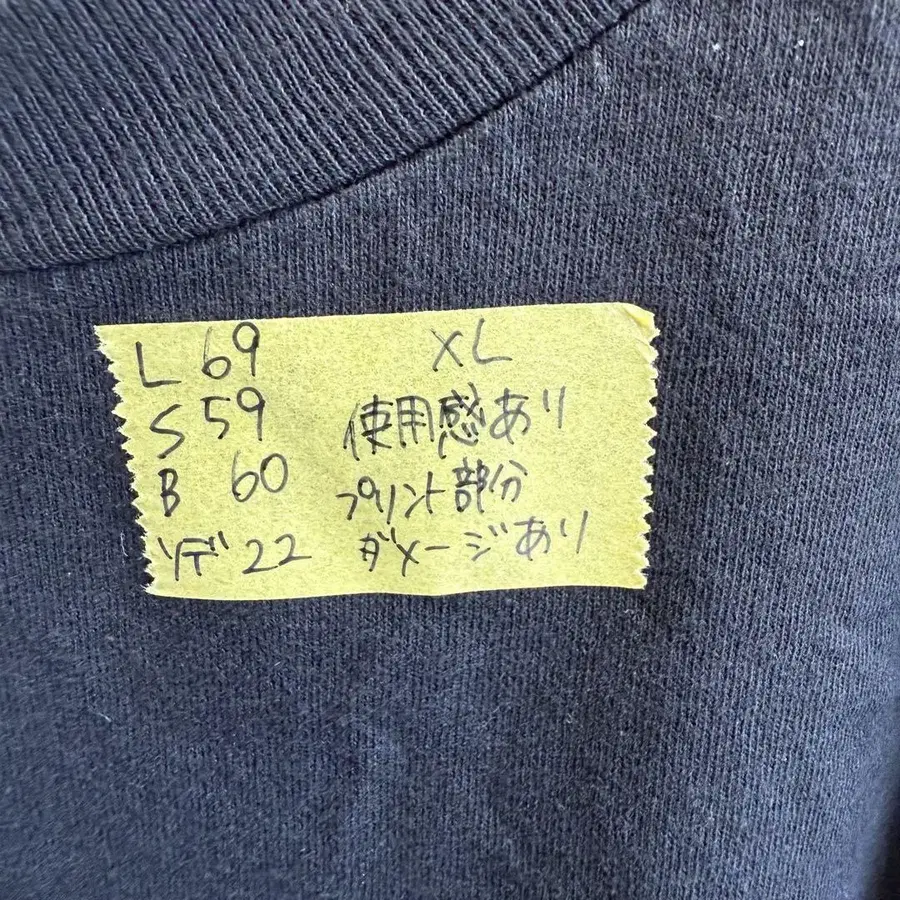 L 69 XL
S 59 使用感あり
B 60 プリント部分
ソデ 22 ダメージあり